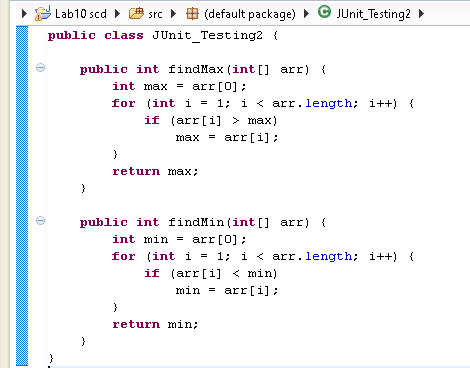 Lab10 scd ▶ src ▶ (default package) ▶ JUnit_Testing2 ▶
public class JUnit_Testing2 {
    public int findMax(int[] arr) {
        int max = arr[0];
        for (int i = 1; i < arr.length; i++) {
            if (arr[i] > max)
                max = arr[i];
        }
        return max;
    }
    public int findMin(int[] arr) {
        int min = arr[0];
        for (int i = 1; i < arr.length; i++) {
            if (arr[i] < min)
                min = arr[i];
        }
        return min;
    }
}